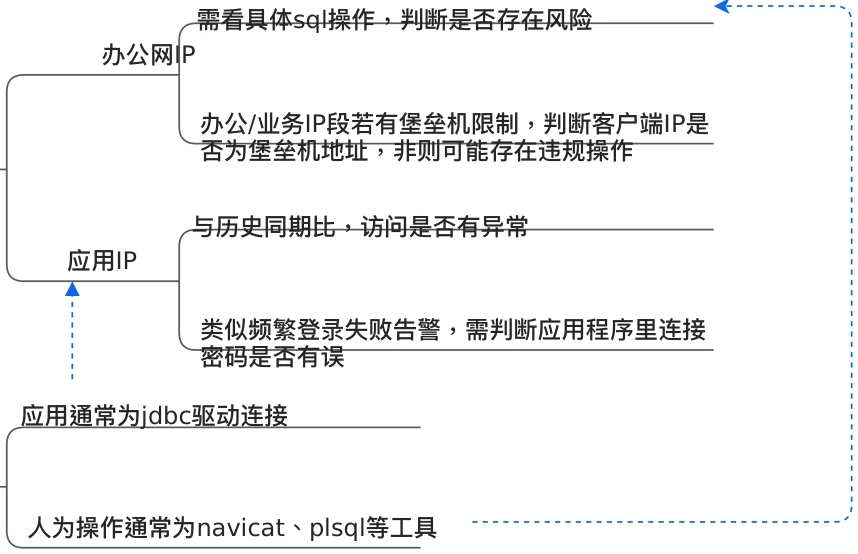 需看具体sql操作，判断是否存在风险
办公网IP
办公/业务IP段若有堡垒机限制，判断客户端IP是
否为堡垒机地址，非则可能存在违规操作
与历史同期比，访问是否有异常
应用IP
类似频繁登录失败告警，需判断应用程序里连接
密码是否有误
应用通常为jdbc驱动连接
人为操作通常为navicat、plsql等工具